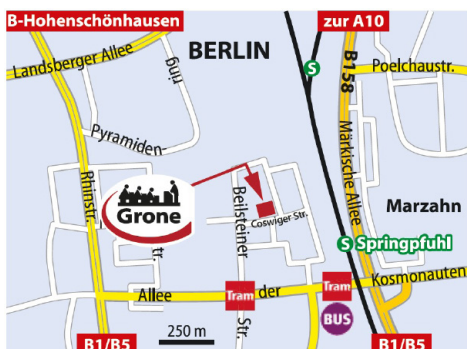 B-Hohenschönhausen
zur A10
Landsberger Allee
BERLIN
ring
S
B158
Poelchaustr.
Pyramiden-
Märkische Allee
Rhinstr.
Grone
Beilsteiner
Coswiger Str.
Marzahn
str.
S Springpfuhl
Kosmonauten
Allee
Tram
der
Tram
BUS
250 m
Str.
B1/B5
B1/B5